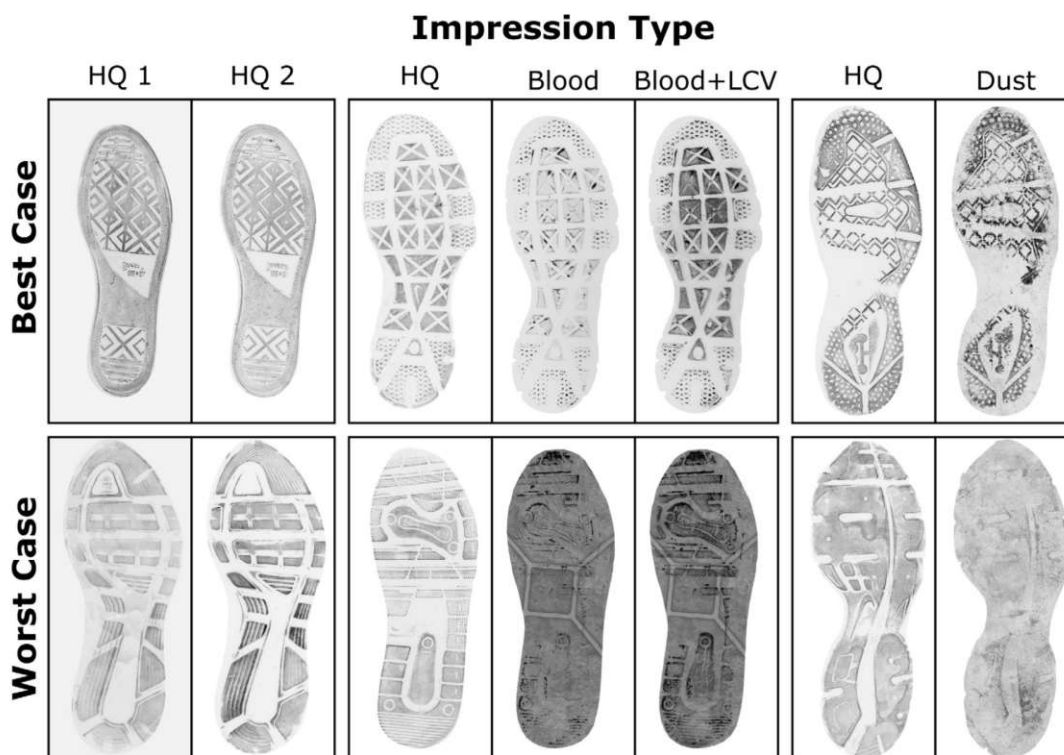 Impression Type
HQ 1 HQ 2 HQ Blood Blood+LCV HQ Dust
Best Case
Worst Case